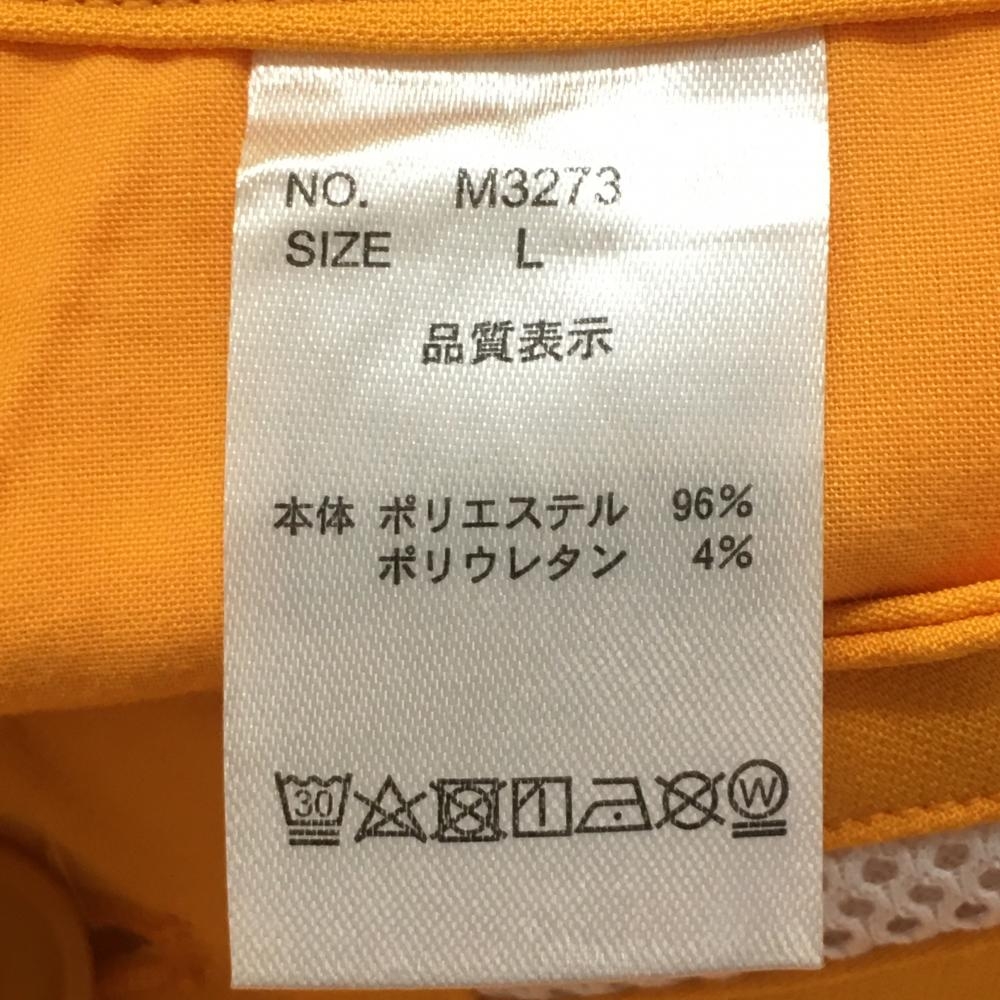 NO. M3273
SIZE L
品質表示
本体 ポリエステル 96%
ポリウレタン 4%
30 W